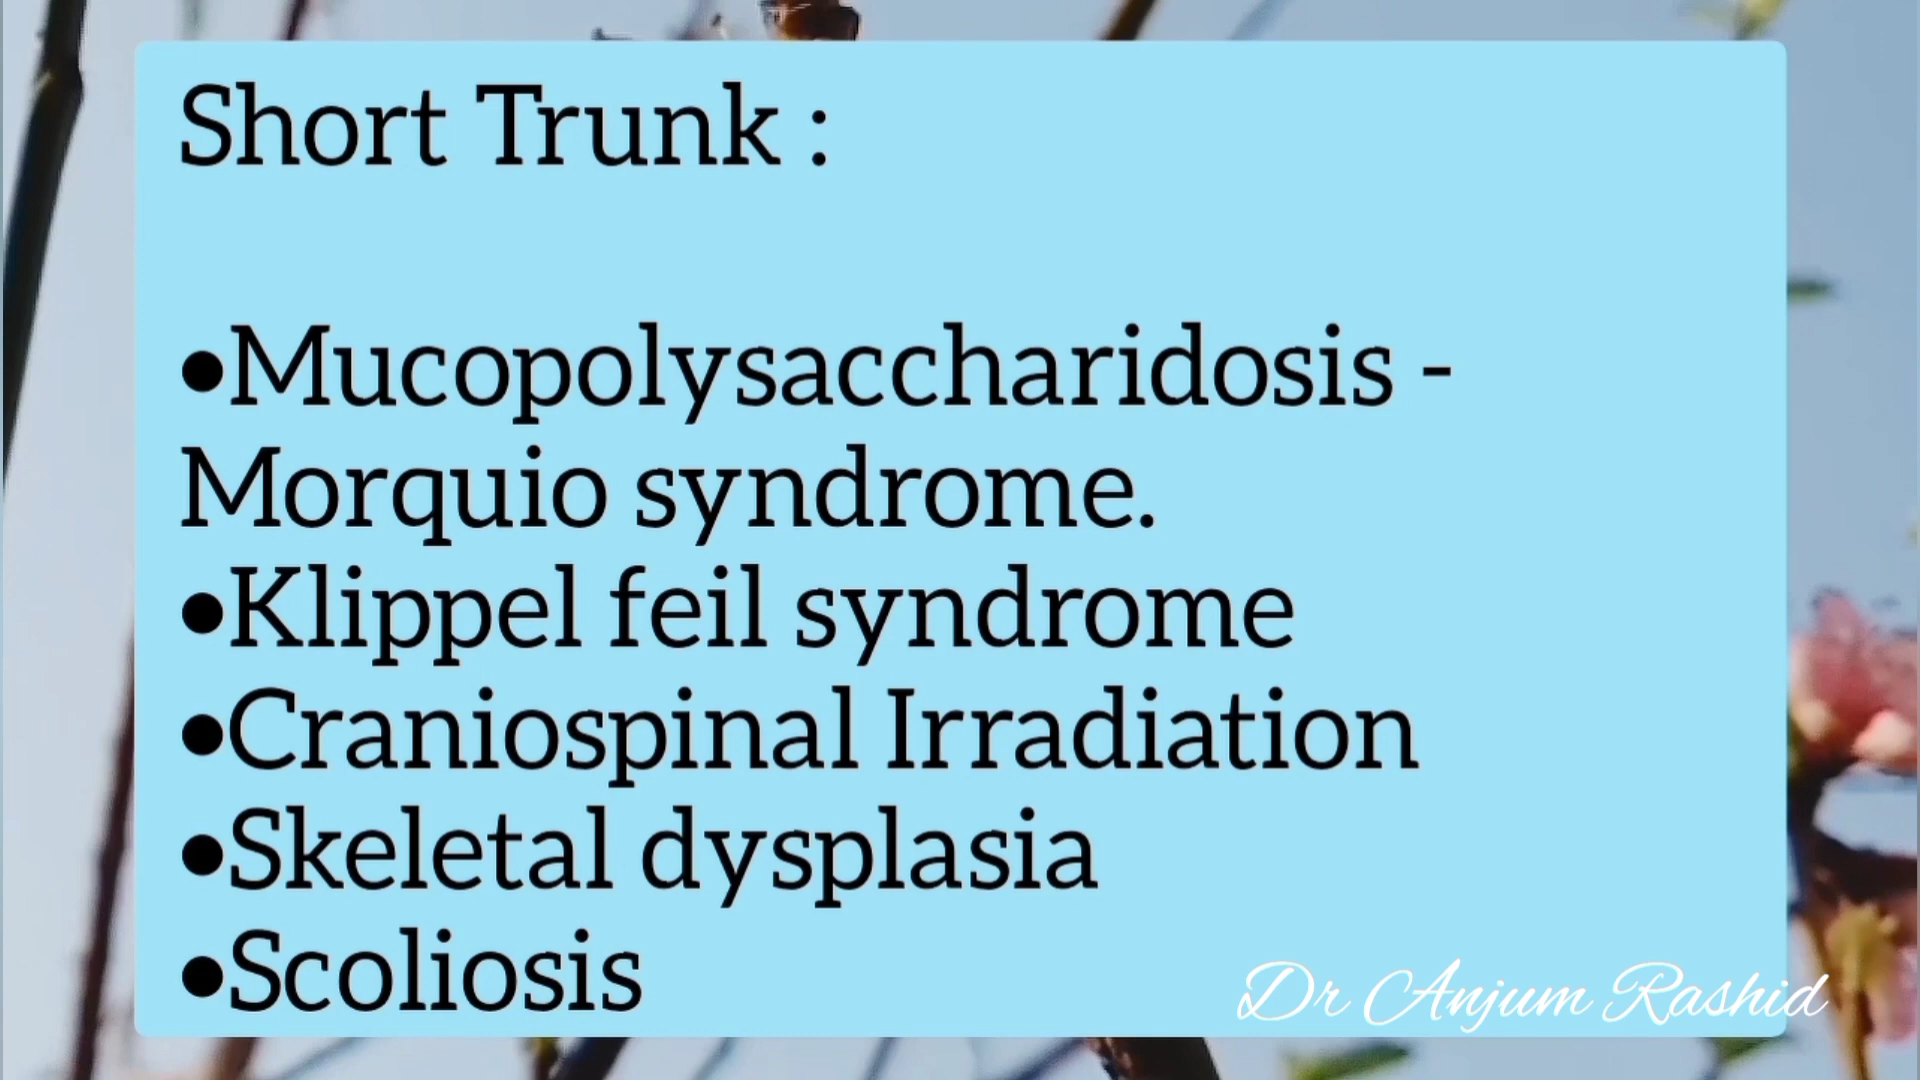 Short Trunk :
•Mucopolysaccharidosis -
Morquio syndrome.
•Klippel feil syndrome
•Craniospinal Irradiation
•Skeletal dysplasia
•Scoliosis
Dr Anjum Rashid